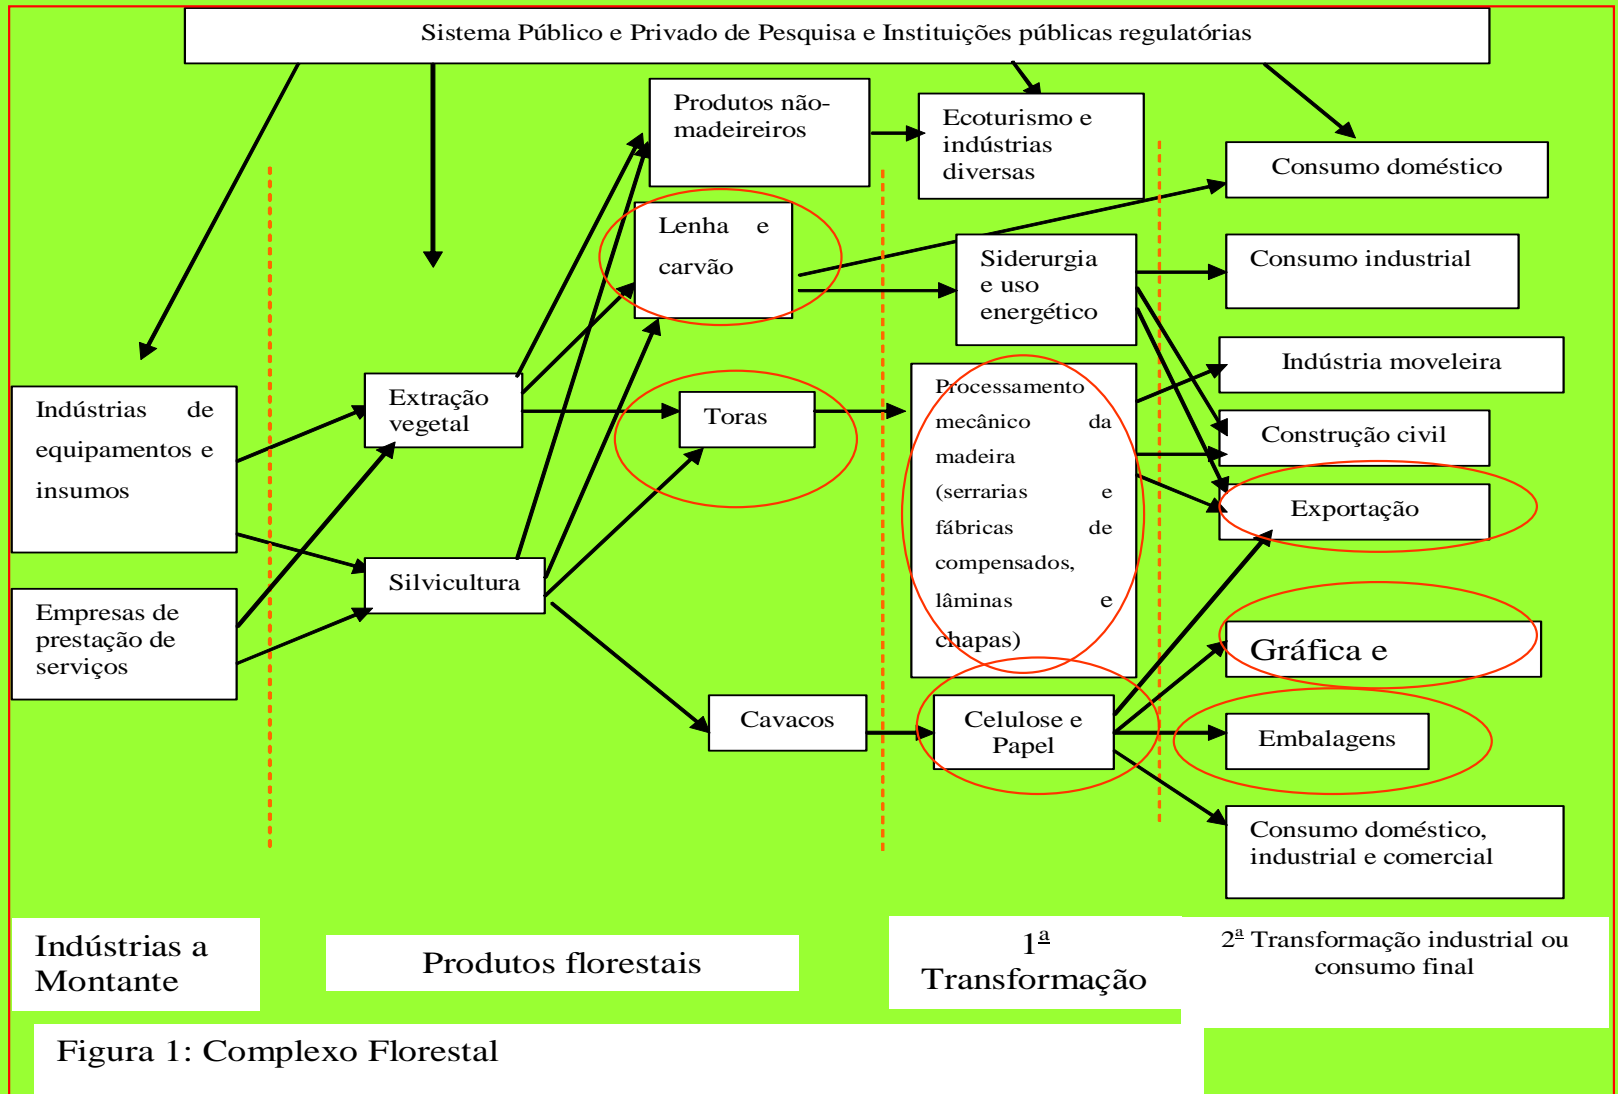 Sistema Público e Privado de Pesquisa e Instituições públicas regulatórias
Produtos não-
madeireiros
Ecoturismo e
indústrias
diversas
Consumo doméstico
Lenha e
carvão
Siderurgia
e uso
energético
Consumo industrial
Indústria moveleira
Indústrias de
equipamentos e
insumos
Extração
vegetal
Toras
Processamento
mecânico da
madeira
(serrarias e
fábricas de
compensados,
lâminas e
chapas)
Construção civil
Exportação
Empresas de
prestação de
serviços
Silvicultura
Gráfica e
Cavacos
Celulose e
Papel
Embalagens
Consumo doméstico,
industrial e comercial
Indústrias a
Montante
Produtos florestais
1ª
Transformação
2ª Transformação industrial ou
consumo final
Figura 1: Complexo Florestal